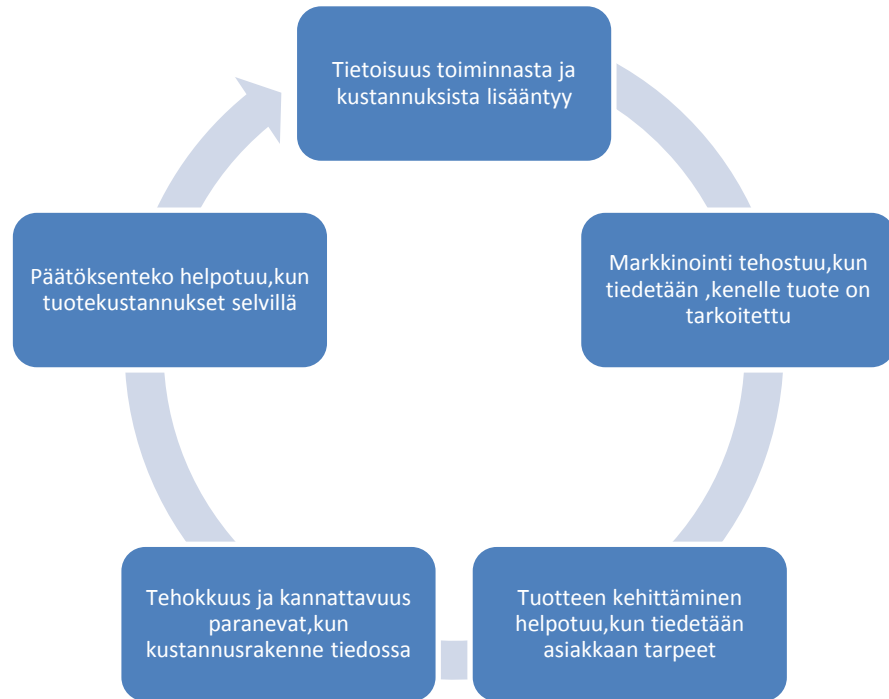 Tietoisuus toiminnasta ja
kustannuksista lisääntyy
Markkinointi tehostuu,kun
tiedetään ,kenelle tuote on
tarkoitettu
Tuotteen kehittäminen
helpotuu,kun tiedetään
asiakkaan tarpeet
Tehokkuus ja kannattavuus
paranevat,kun
kustannusrakenne tiedossa
Päätöksenteko helpotuu,kun
tuotekustannukset selvillä